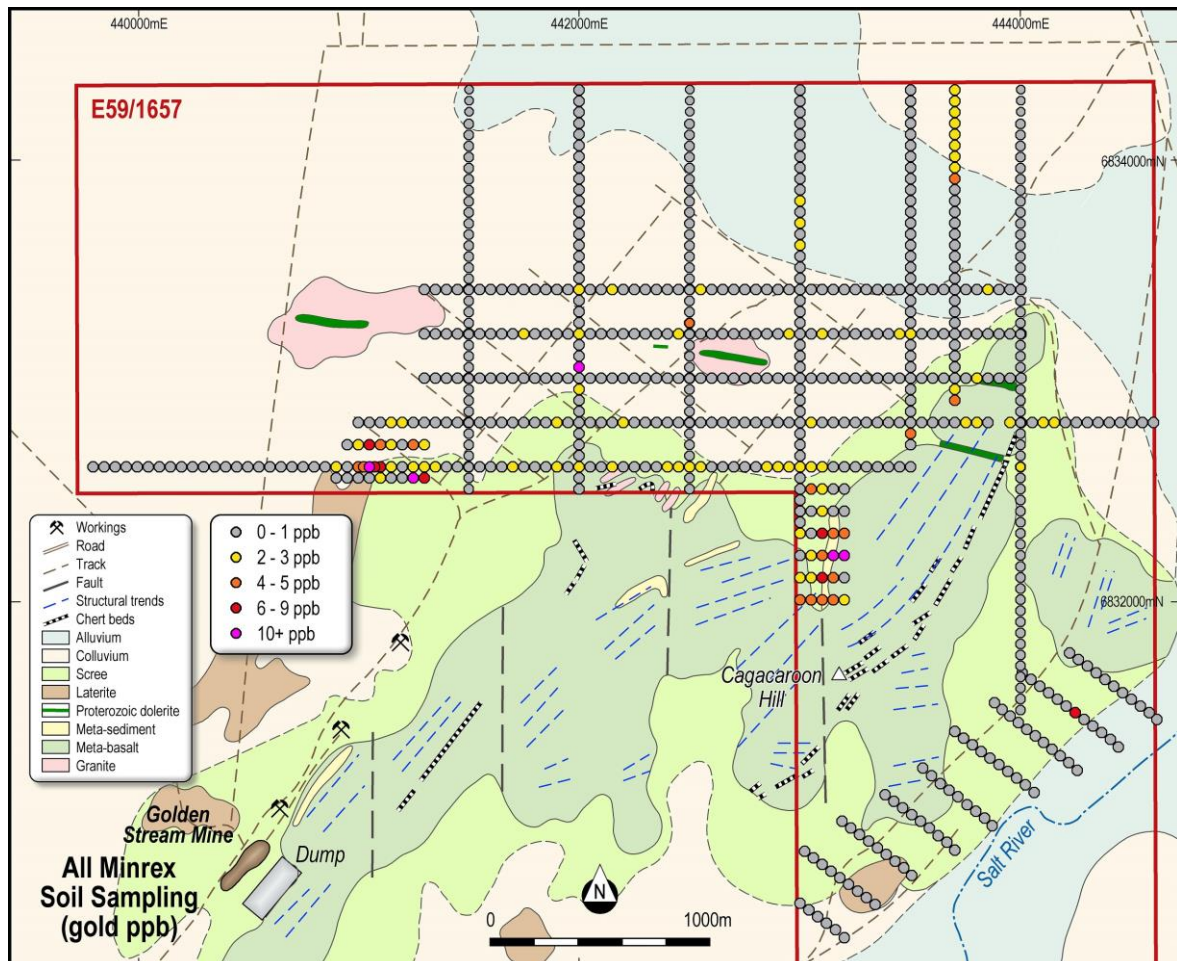 440000mE
442000mE
444000mE
E59/1657
6834000mN
Workings
Road
Track
Fault
Structural trends
Chert beds
Alluvium
Colluvium
Scree
Laterite
Proterozoic dolerite
Meta-sediment
Meta-basalt
Granite
0 - 1 ppb
2 - 3 ppb
4 - 5 ppb
6 - 9 ppb
10+ ppb
6832000mN
Cagacaroon
Hill
Golden
Stream Mine
Dump
All Minrex
Soil Sampling
(gold ppb)
N
0
1000m
Salt River